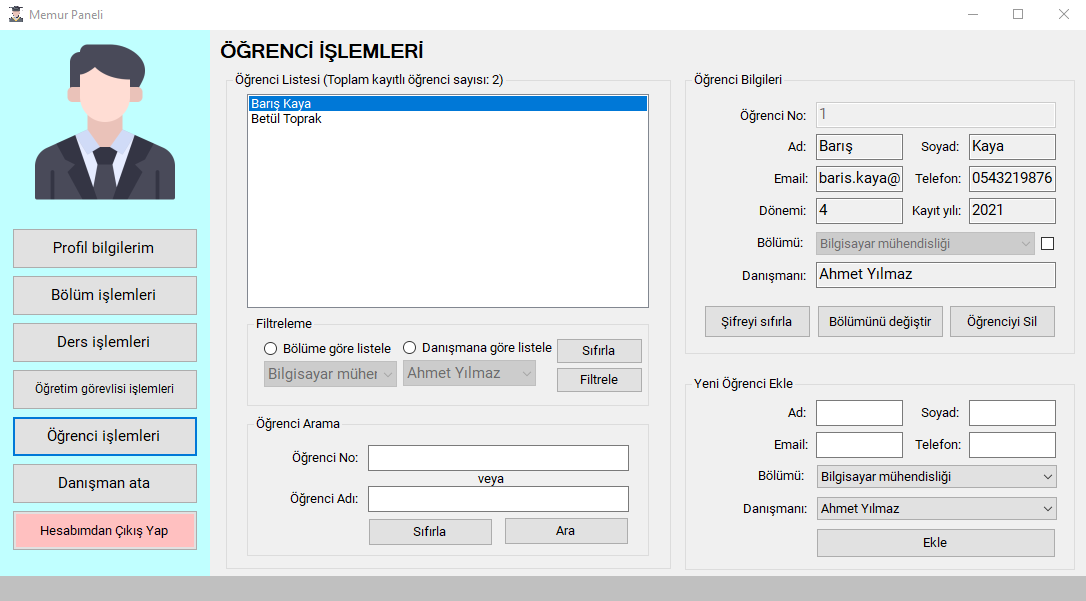 Memur Paneli
Profil bilgilerim
Bölüm işlemleri
Ders işlemleri
Öğretim görevlisi işlemleri
Öğrenci işlemleri
Danışman ata
Hesabımdan Çıkış Yap
ÖĞRENCİ İŞLEMLERİ
Öğrenci Listesi (Toplam kayıtlı öğrenci sayısı: 2)
Barış Kaya
Betül Toprak
Filtreleme
Bölüme göre listele Danışmana göre listele Sıfırla
Bilgisayar müher Ahmet Yılmaz Filtrele
Öğrenci Arama
Öğrenci No:
veya
Öğrenci Adı:
Sıfırla Ara
Öğrenci Bilgileri
Öğrenci No: 1
Ad: Barış Soyad: Kaya
Email: baris.kaya@ Telefon: 0543219876
Dönemi: 4 Kayıt yılı: 2021
Bölümü: Bilgisayar mühendisliği
Danışmanı: Ahmet Yılmaz
Şifreyi sıfırla Bölümünü değiştir Öğrenciyi Sil
Yeni Öğrenci Ekle
Ad: Soyad:
Email: Telefon:
Bölümü: Bilgisayar mühendisliği
Danışmanı: Ahmet Yılmaz
Ekle